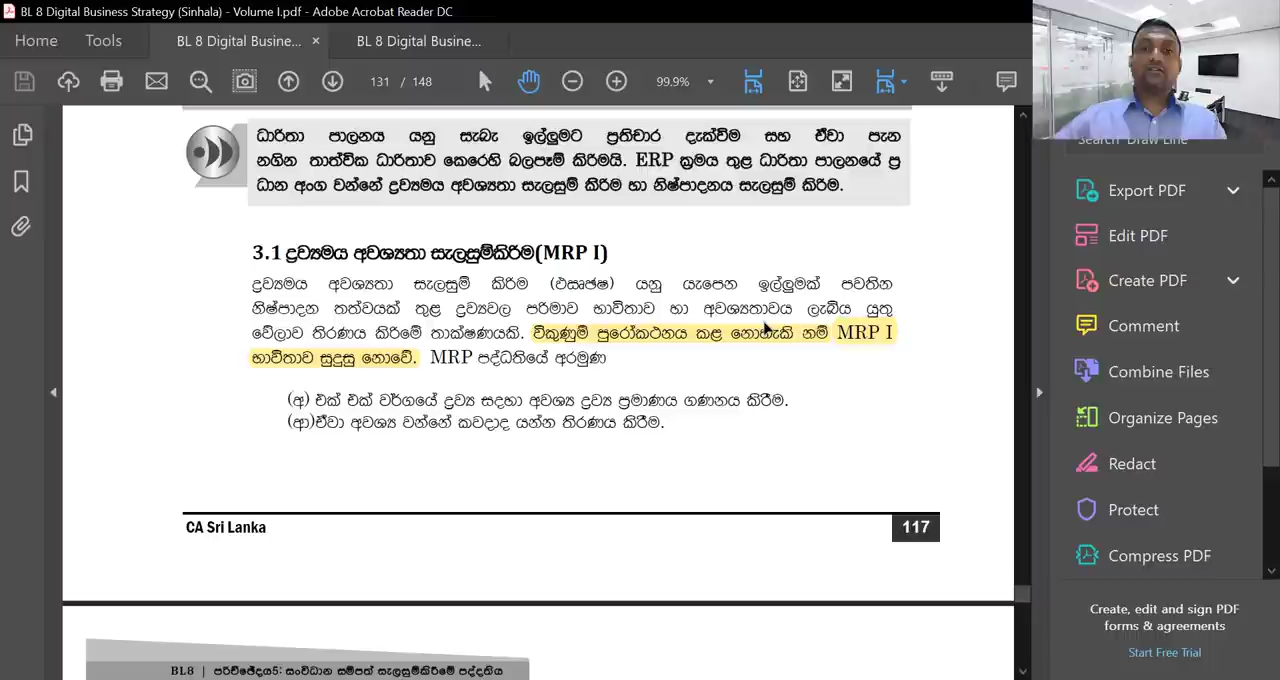 BL 8 Digital Business Strategy (Sinhala) - Volume I.pdf - Adobe Acrobat Reader DC
Home Tools BL 8 Digital Busine... × BL 8 Digital Busine...
131 / 148 99,9%
ධාරිතා පාලනය යනු සැබෑ ඉල්ලුමට ප්‍රතිචාර දැක්වීම සහ ඒවා පැන
නගින තාත්වික ධාරිතාව කෙරෙහි බලපෑම් කිරීමයි. ERP ක්‍රමය තුළ ධාරිතා පාලනයේ ප්‍ර
ධාන අංග වන්නේ ද්‍රව්‍යමය අවශ්‍යතා සැලසුම් කිරීම හා නිෂ්පාදනය සැලසුම් කිරීම.
3.1 ද්‍රව්‍යමය අවශ්‍යතා සැලසුම්කිරීම(MRP I)
ද්‍රව්‍යමය අවශ්‍යතා සැලසුම් කිරීම (එඍඡෂ) යනු යැපෙන ඉල්ලුමක් පවතින
නිෂ්පාදන තත්වයක් තුළ ද්‍රව්‍යවල පරිමාව භාවිතාව හා අවශ්‍යතාවය ලැබිය යුතු
වේලාව තීරණය කිරීමේ තාක්ෂණයකි. විකුණුම් පුරෝකථනය කළ නොහැකි නම් MRP I
භාවිතාව සුදුසු නොවේ. MRP පද්ධතියේ අරමුණ
(අ) එක් එක් වර්ගයේ ද්‍රව්‍ය සඳහා අවශ්‍ය ද්‍රව්‍ය ප්‍රමාණය ගණනය කිරීම.
(ආ)ඒවා අවශ්‍ය වන්නේ කවදාද යන්න තීරණය කිරීම.
CA Sri Lanka 117
BL8 | පරිච්ඡේදය5: සංවිධාන සම්පත් සැලසුම්කිරීමේ පද්ධතිය
Search 'Draw Line'
Export PDF
Edit PDF
Create PDF
Comment
Combine Files
Organize Pages
Redact
Protect
Compress PDF
Create, edit and sign PDF
forms & agreements
Start Free Trial